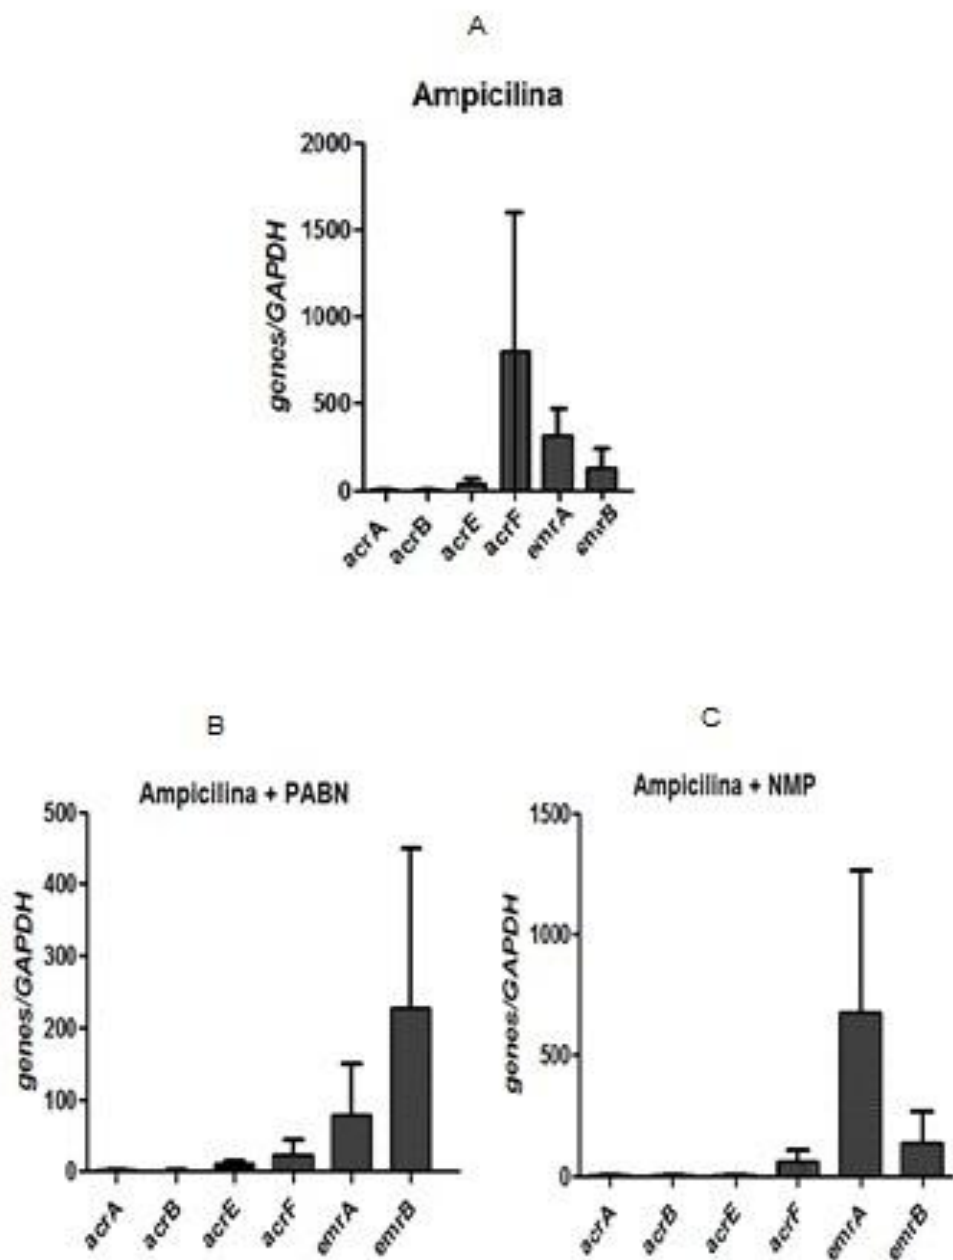 A
Ampicilina
2000
1500
1000
500
0
genes/GAPDH
acrA
acrB
acrE
acrF
emrA
emrB
B
Ampicilina + PABN
500
400
300
200
100
0
genes/GAPDH
acrA
acrB
acrE
acrF
emrA
emrB
C
Ampicilina + NMP
1500
1000
500
0
genes/GAPDH
acrA
acrB
acrE
acrF
emrA
emrB